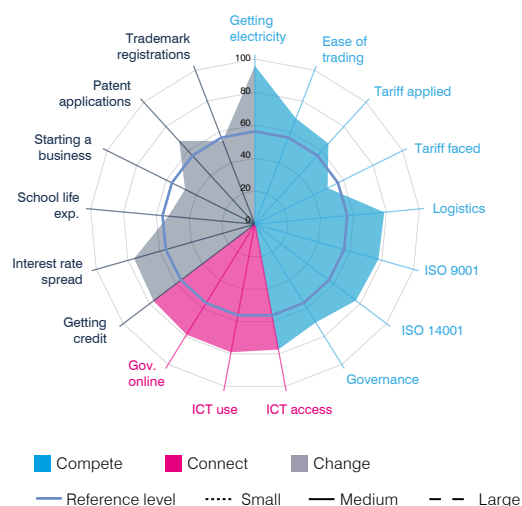 Getting
electricity
Ease of
trading
Tariff applied
Tariff faced
Logistics
ISO 9001
ISO 14001
Governance
ICT access
ICT use
Gov.
online
Getting
credit
Interest rate
spread
School life
exp.
Starting a
business
Patent
applications
Trademark
registrations
100
80
60
40
20
0
Compete
Connect
Change
Reference level
Small
Medium
Large